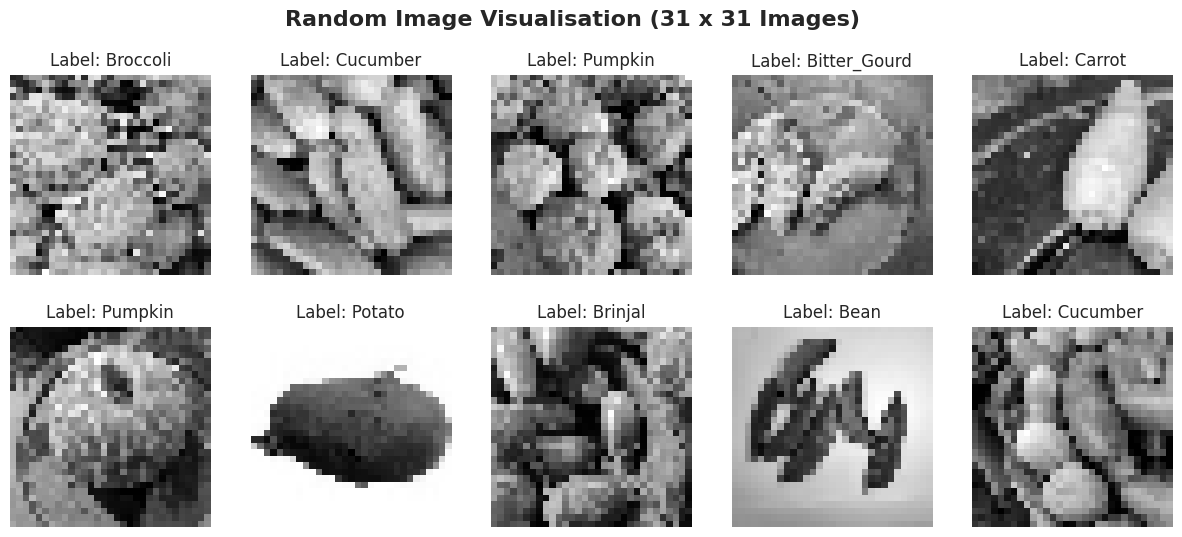 Random Image Visualisation (31 x 31 Images)
Label: Broccoli
Label: Cucumber
Label: Pumpkin
Label: Bitter_Gourd
Label: Carrot
Label: Pumpkin
Label: Potato
Label: Brinjal
Label: Bean
Label: Cucumber